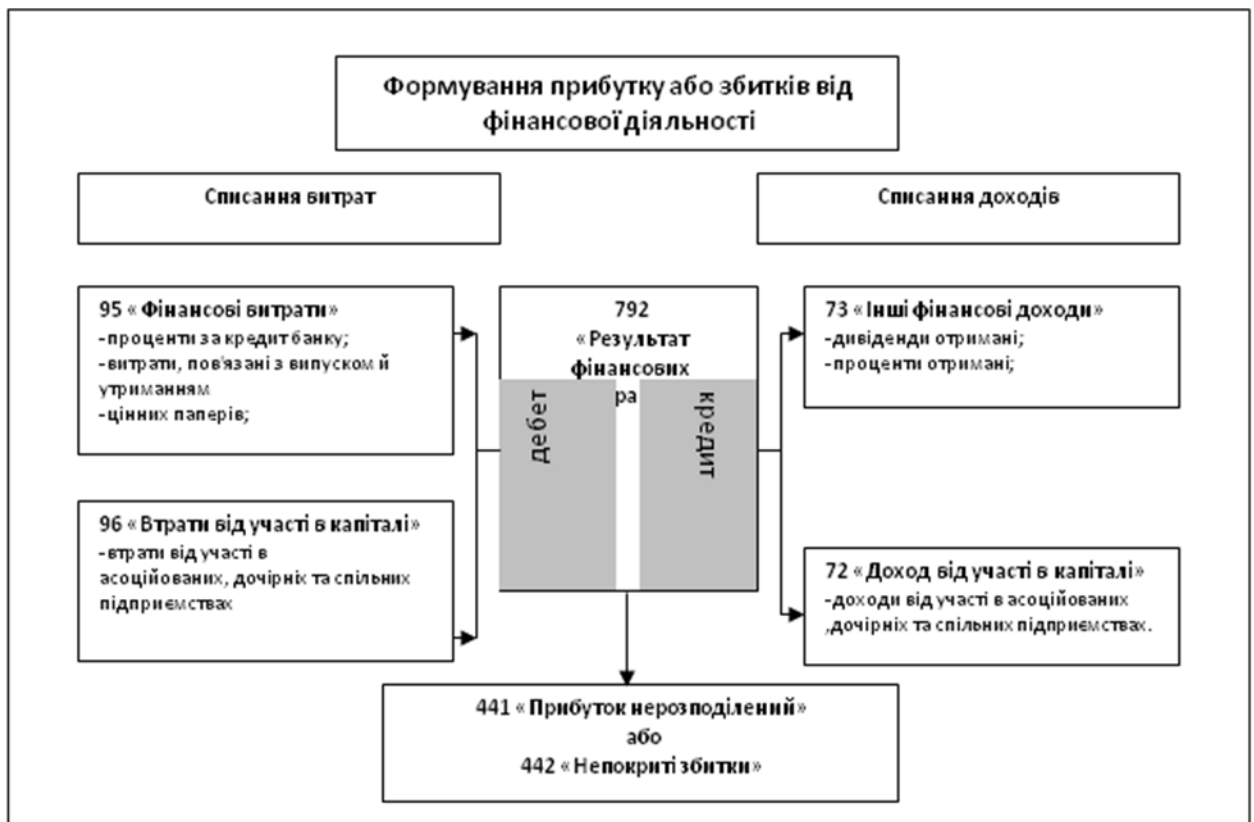 Формування прибутку або збитків від
фінансової діяльності
Списання витрат
Списання доходів
95 «Фінансові витрати»
-проценти за кредит банку;
-витрати, пов'язані з випуском й
утриманням
-цінних паперів;
96 «Втрати від участі в капіталі»
-втрати від участі в
асоційованих, дочірніх та спільних
підприємствах
792
«Результат
фінансових
ра
дебет
кредит
73 «Інші фінансові доходи»
-дивіденди отримані;
-проценти отримані;
72 «Доход від участі в капіталі»
-доходи від участі в асоційованих
,дочірніх та спільних підприємствах.
441 «Прибуток нерозподілений»
або
442 «Непокриті збитки»